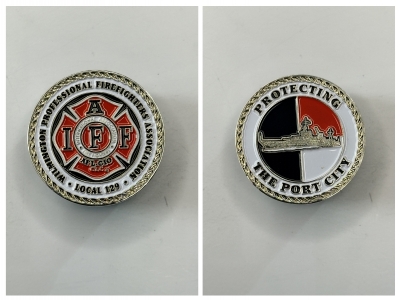 WILMINGTON PROFESSIONAL FIREFIGHTERS ASSOCIATION
• LOCAL 129 •
A
I F F
AFL-CIO
PROTECTING
THE PORT CITY